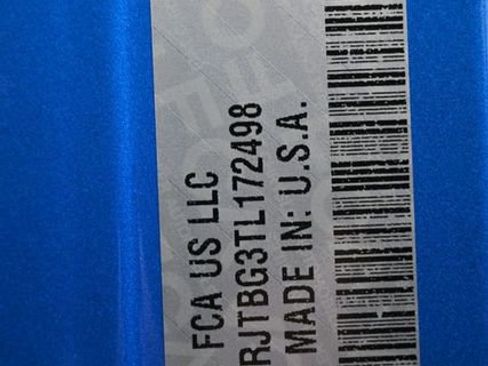 FCA US LLC
RJTBG3TL172498
MADE IN: U.S.A.